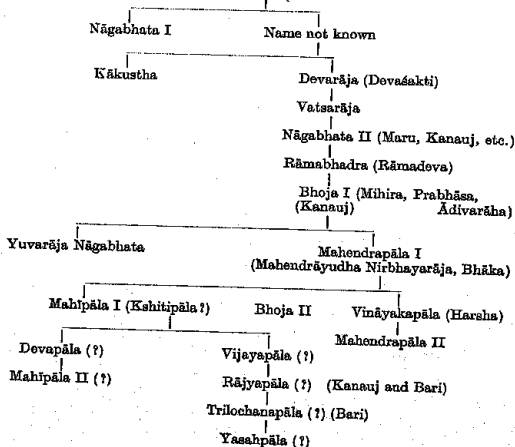 Nāgabhata I Name not known
Kākustha Devarāja (Devaśakti)
Vatsarāja
Nāgabhata II (Maru, Kanauj, etc.)
Rāmabhadra (Rāmadeva)
Bhoja I (Mihira, Prabhāsa,
(Kanauj) Ādivarāha)
Yuvarāja Nāgabhata Mahendrapāla I
(Mahendrāyudha Nirbhayarāja, Bhāka)
Mahīpāla I (Kshitipāla?) Bhoja II Vināyakapāla (Harsha)
Mahendrapāla II
Devapāla (?) Vijayapāla (?)
Mahīpāla II (?) Rājyapāla (?) (Kanauj and Bari)
Trilochanapāla (?) (Bari)
Yasahpāla (?)